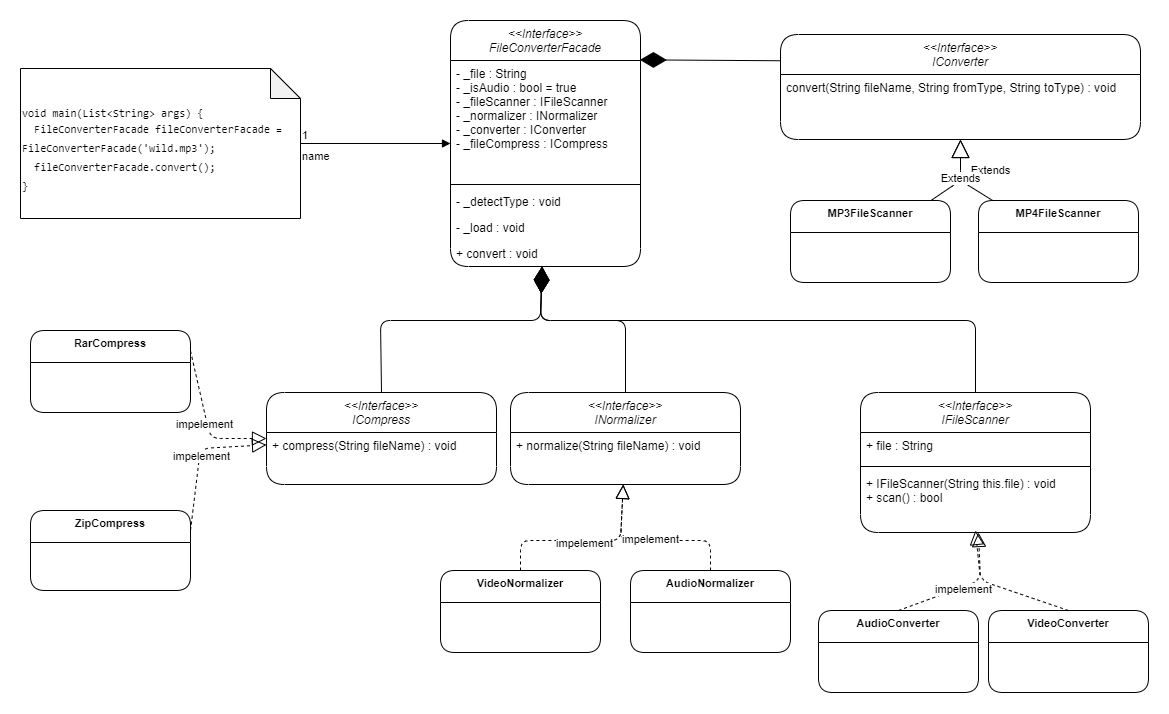 <<Interface>>
FileConverterFacade
- _file : String
- _isAudio : bool = true
- _fileScanner : IFileScanner
- _normalizer : INormalizer
- _converter : IConverter
- _fileCompress : ICompress
- _detectType : void
- _load : void
+ convert : void
<<Interface>>
IConverter
convert(String fileName, String fromType, String toType) : void
void main(List<String> args) {
FileConverterFacade fileConverterFacade =
FileConverterFacade('wild.mp3');
fileConverterFacade.convert();
}
1
name
Extends
Extends
MP3FileScanner
MP4FileScanner
RarCompress
impelement
impelement
ZipCompress
<<Interface>>
ICompress
+ compress(String fileName) : void
<<Interface>>
INormalizer
+ normalize(String fileName) : void
<<Interface>>
IFileScanner
+ file : String
+ IFileScanner(String this.file) : void
+ scan() : bool
impelement
impelement
VideoNormalizer
AudioNormalizer
impelement
AudioConverter
VideoConverter